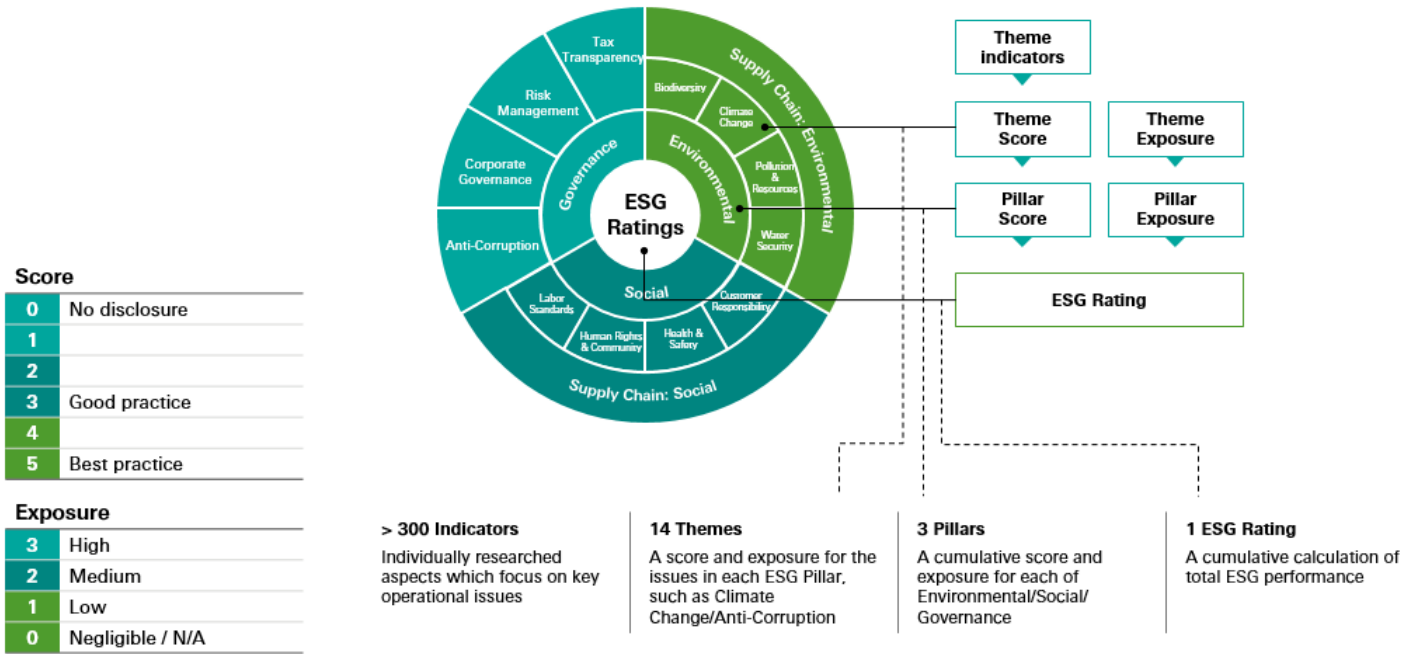 Score
0 No disclosure
1
2
3 Good practice
4
5 Best practice
Exposure
3 High
2 Medium
1 Low
0 Negligible / N/A
ESG
Ratings
Governance
Environmental
Social
Tax
Transparency
Risk
Management
Corporate
Governance
Anti-Corruption
Biodiversity
Climate
Change
Pollution
&
Resources
Water
Security
Supply Chain: Environmental
Labor
Standards
Human Rights
& Community
Health &
Safety
Customer
Responsibility
Supply Chain: Social
Theme
indicators
Theme
Score
Theme
Exposure
Pillar
Score
Pillar
Exposure
ESG Rating
> 300 Indicators
Individually researched
aspects which focus on key
operational issues
14 Themes
A score and exposure for the
issues in each ESG Pillar,
such as Climate
Change/Anti-Corruption
3 Pillars
A cumulative score and
exposure for each of
Environmental/Social/
Governance
1 ESG Rating
A cumulative calculation of
total ESG performance